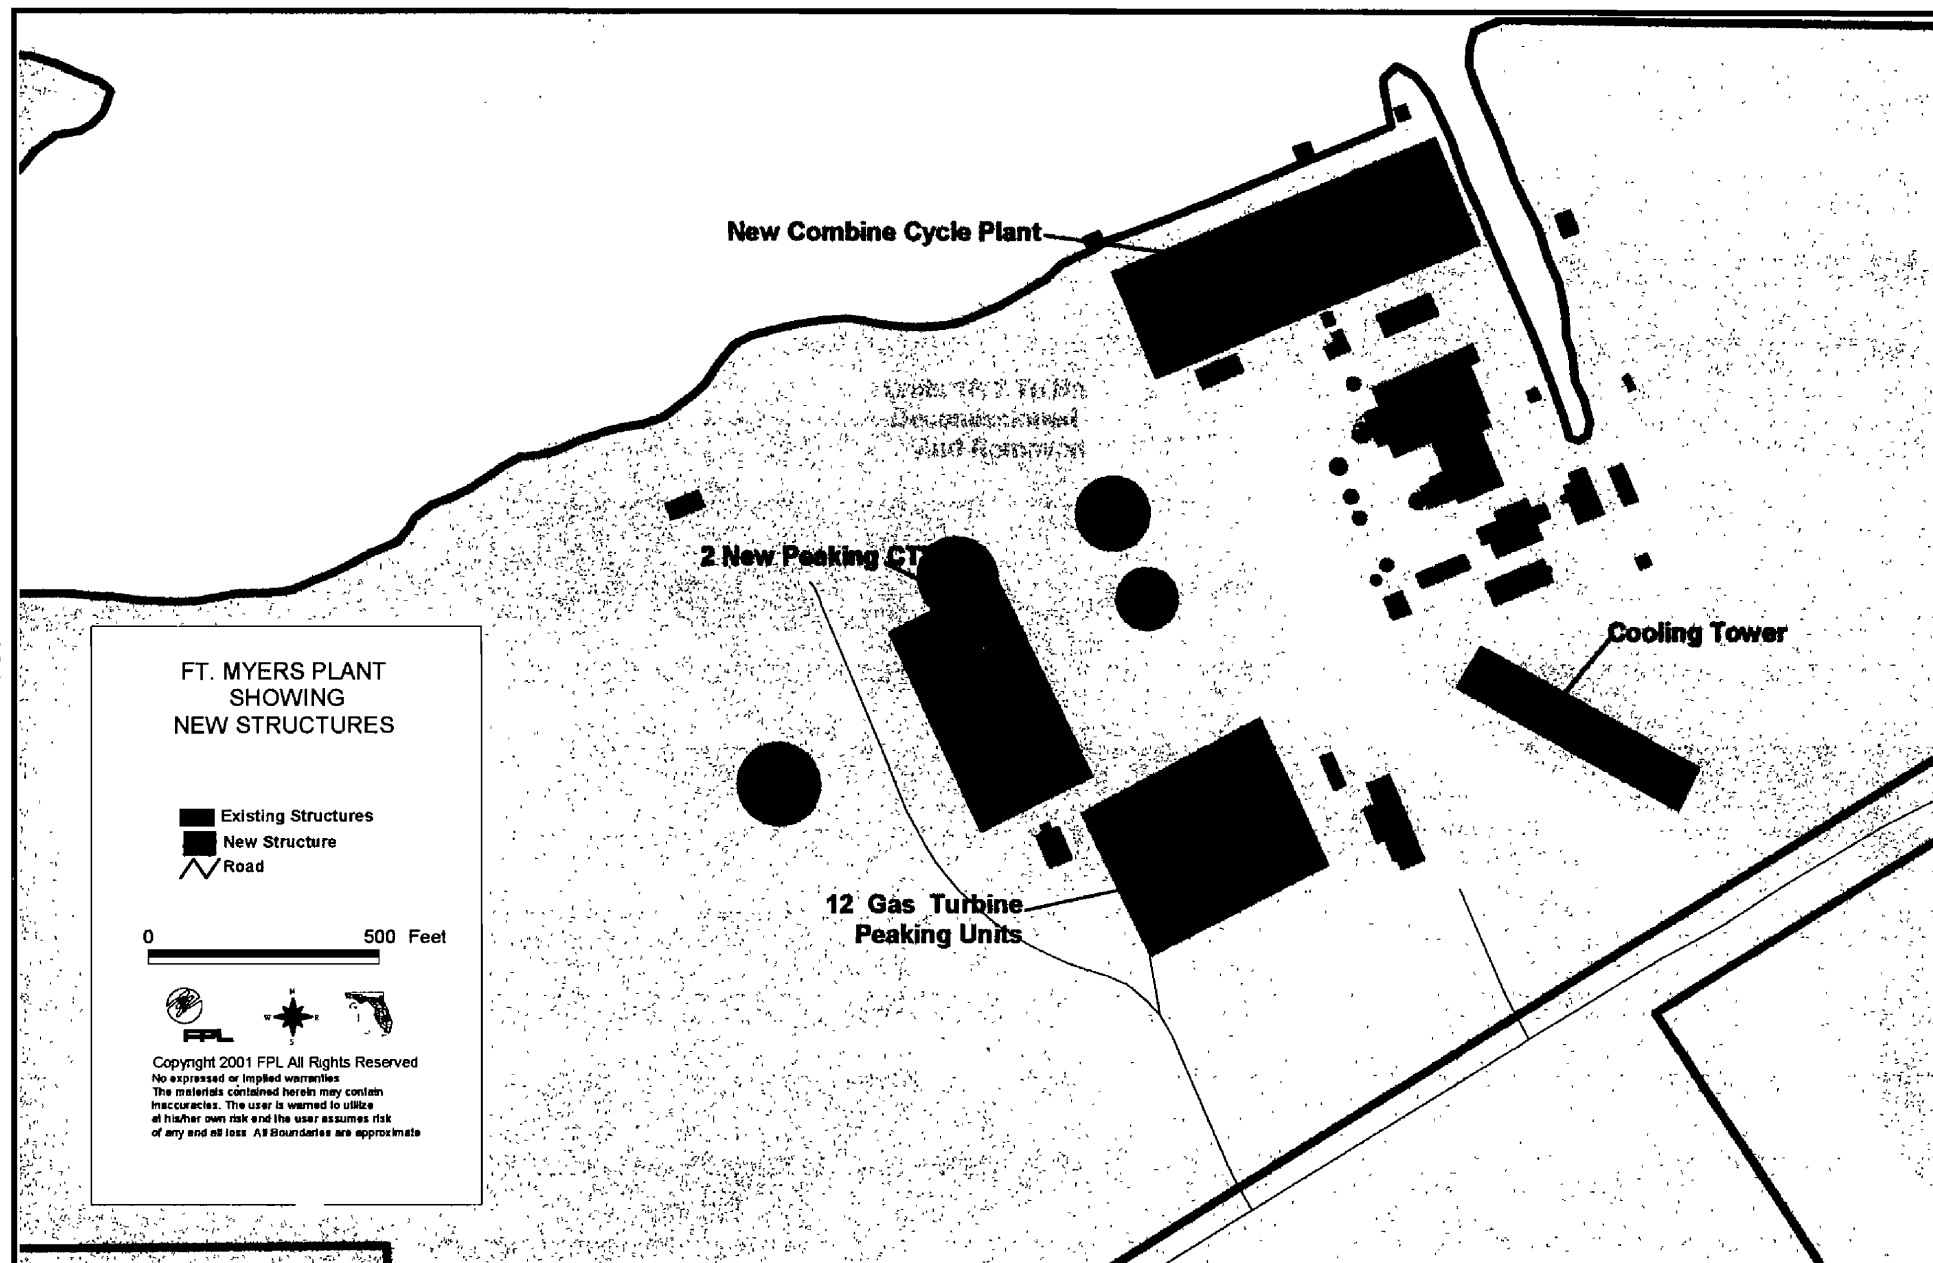 New Combine Cycle Plant
2 New Peaking CT
Cooling Tower
12 Gas Turbine
Peaking Units
FT. MYERS PLANT
SHOWING
NEW STRUCTURES
Existing Structures
New Structure
Road
0 500 Feet
N
W E
S
FPL
Copyright 2001 FPL All Rights Reserved
No expressed or implied warranties
The materials contained herein may contain
inaccuracies. The user is warned to utilize
at his/her own risk and the user assumes risk
of any and all loss. All Boundaries are approximate